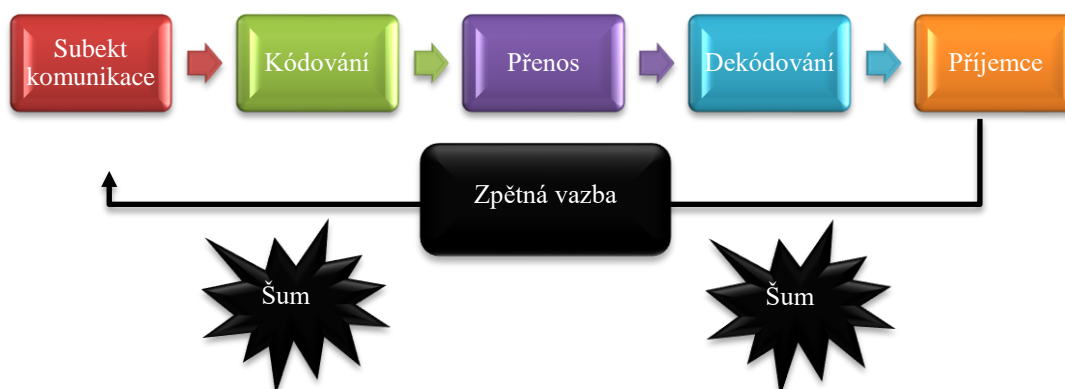 Subekt
komunikace
Kódování
Přenos
Dekódování
Příjemce
Zpětná vazba
Šum
Šum